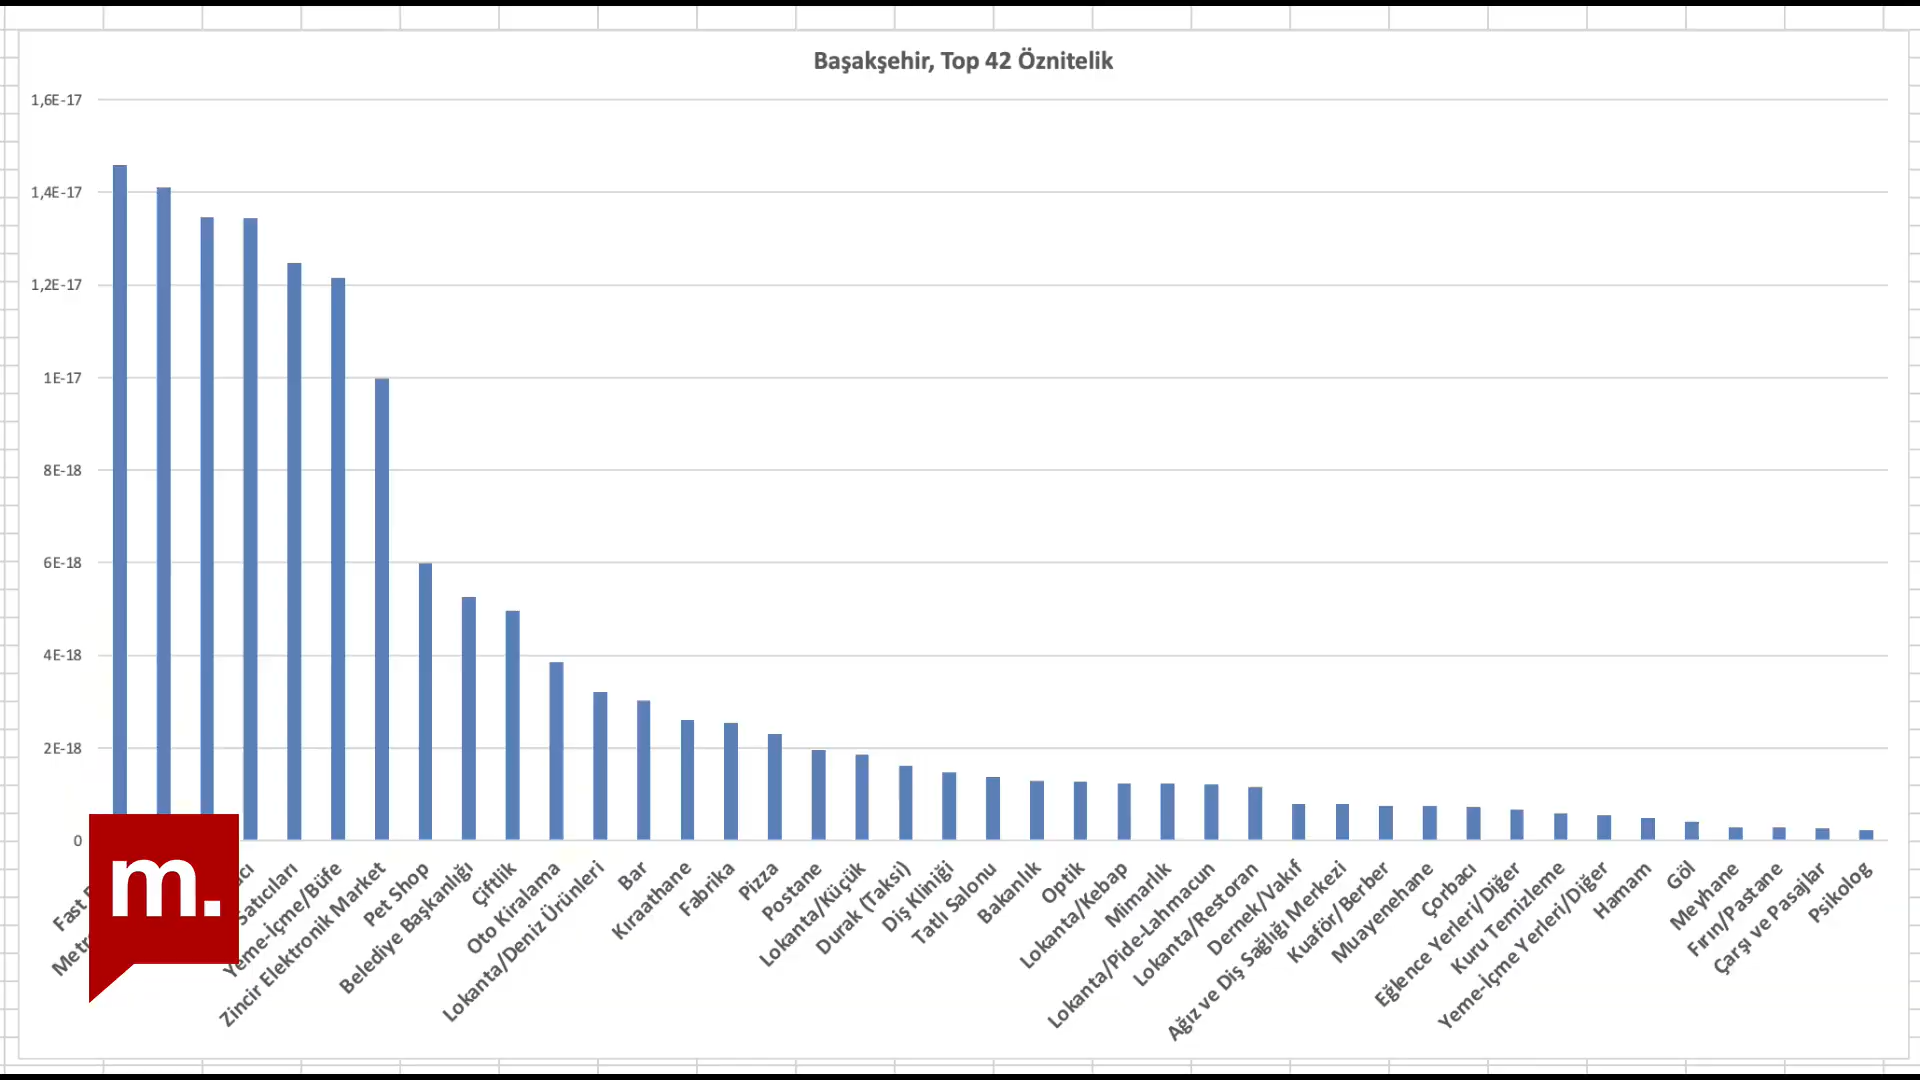 Başakşehir, Top 42 Öznitelik
1,6E-17
1,4E-17
1,2E-17
1E-17
8E-18
6E-18
4E-18
2E-18
0
Fast
Satıcıları
Yeme-İçme/Büfe
Zincir Elektronik Market
Pet Shop
Belediye Başkanlığı
Çiftlik
Oto Kiralama
Lokanta/Deniz Ürünleri
Bar
Kıraathane
Fabrika
Pizza
Postane
Lokanta/Küçük
Durak (Taksi)
Diş Kliniği
Tatlı Salonu
Bakanlık
Optik
Lokanta/Kebap
Mimarlık
Lokanta/Pide-Lahmacun
Lokanta/Restoran
Dernek/Vakıf
Ağız ve Diş Sağlığı Merkezi
Kuaför/Berber
Muayenehane
Çorbacı
Eğlence Yerleri/Diğer
Kuru Temizleme
Yeme-İçme Yerleri/Diğer
Hamam
Göl
Meyhane
Fırın/Pastane
Çarşı ve Pasajlar
Psikolog
m.